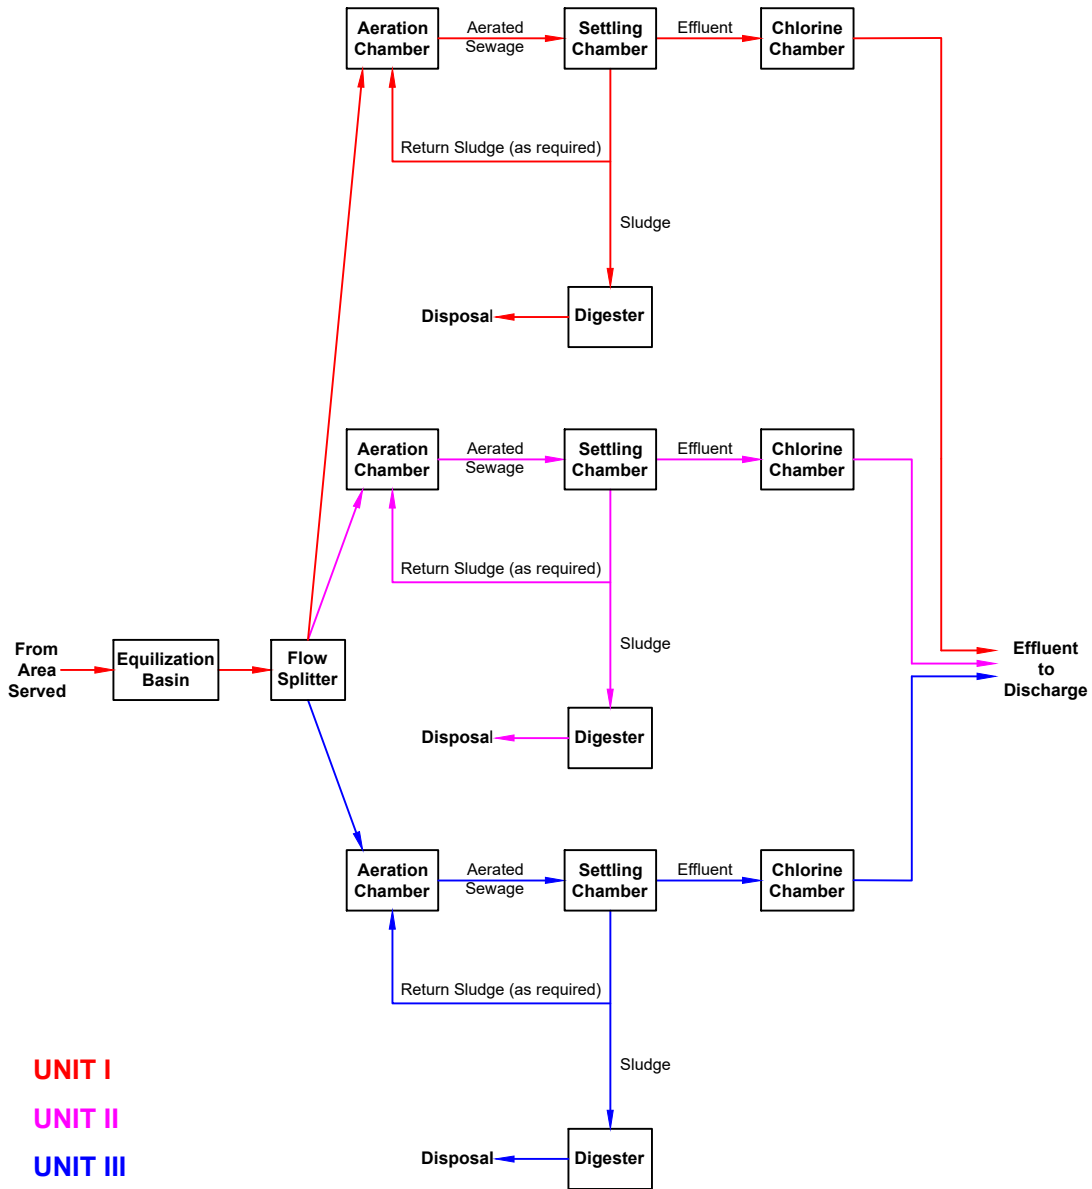 Aeration
Chamber
Aerated
Sewage
Settling
Chamber
Effluent
Chlorine
Chamber
Return Sludge (as required)
Sludge
Disposal
Digester
Aeration
Chamber
Aerated
Sewage
Settling
Chamber
Effluent
Chlorine
Chamber
Return Sludge (as required)
From
Area
Served
Equilization
Basin
Flow
Splitter
Sludge
Effluent
to
Discharge
Disposal
Digester
Aeration
Chamber
Aerated
Sewage
Settling
Chamber
Effluent
Chlorine
Chamber
Return Sludge (as required)
Sludge
Disposal
Digester
UNIT I
UNIT II
UNIT III